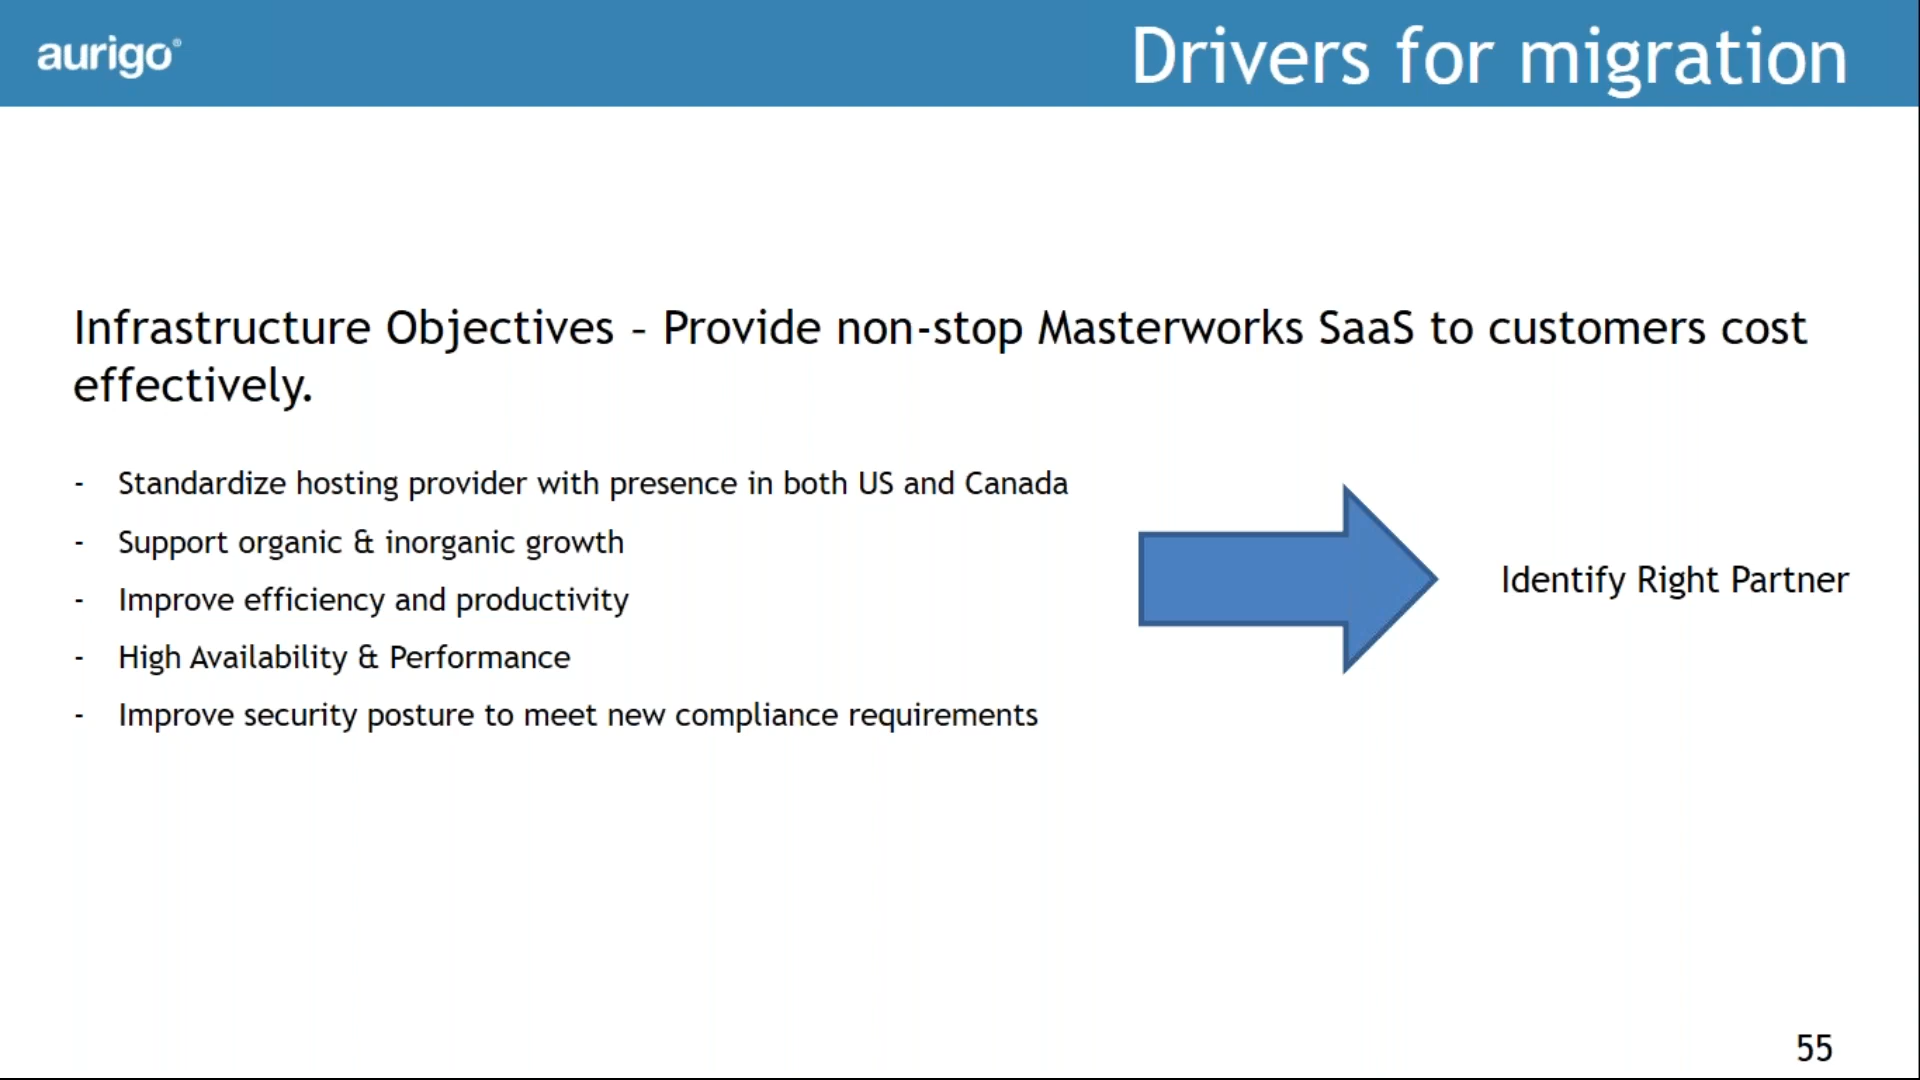 aurigo®
Drivers for migration
Infrastructure Objectives – Provide non-stop Masterworks SaaS to customers cost
effectively.
- Standardize hosting provider with presence in both US and Canada
- Support organic & inorganic growth
- Improve efficiency and productivity
- High Availability & Performance
- Improve security posture to meet new compliance requirements
Identify Right Partner
55